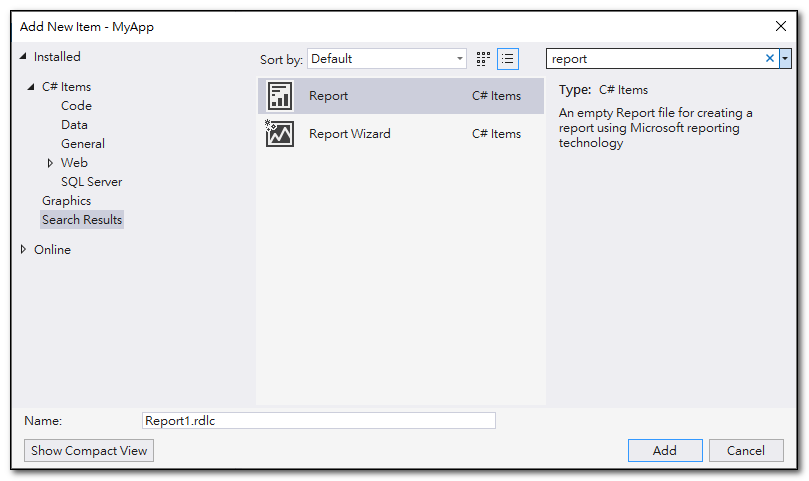 Add New Item - MyApp
Installed
C# Items
Code
Data
General
Web
SQL Server
Graphics
Search Results
Online
Sort by: Default
Report C# Items
Report Wizard C# Items
report
Type: C# Items
An empty Report file for creating a
report using Microsoft reporting
technology
Name: Report1.rdlc
Show Compact View
Add Cancel